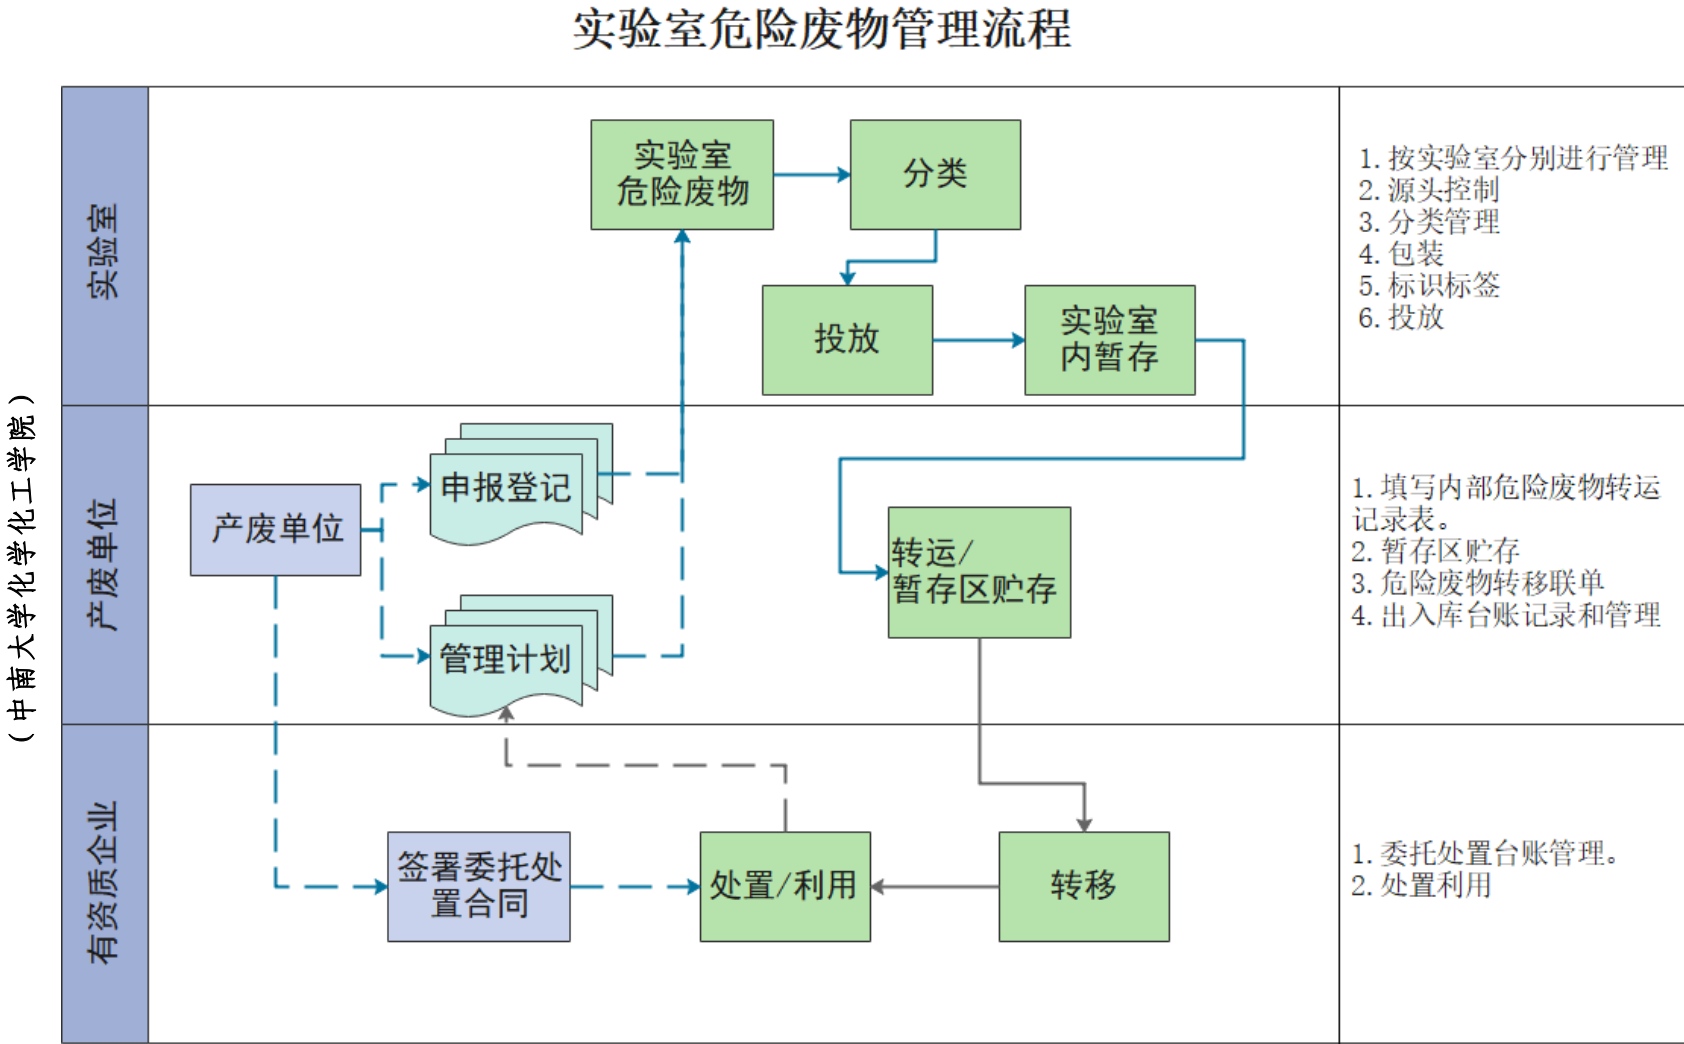 实验室危险废物管理流程
(中南大学化学化工学院)
实验室
实验室
危险废物
分类
投放
实验室
内暂存
1. 按实验室分别进行管理
2. 源头控制
3. 分类管理
4. 包装
5. 标识标签
6. 投放
产废单位
产废单位
申报登记
管理计划
转运/
暂存区贮存
1. 填写内部危险废物转运
记录表。
2. 暂存区贮存
3. 危险废物转移联单
4. 出入库台账记录和管理
有资质企业
签署委托处
置合同
处置/利用
转移
1. 委托处置台账管理。
2. 处置利用